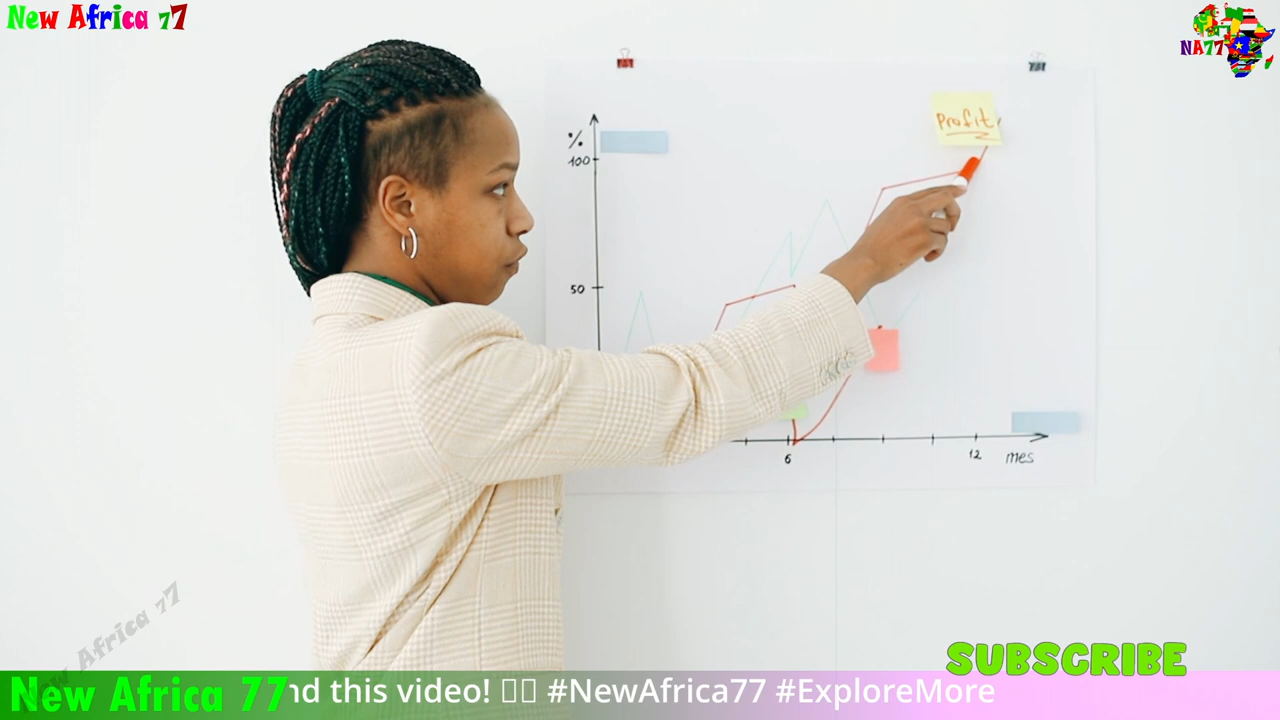 New Africa 77
NA77
%
100
Profit
50
6
12
mes
New Africa 77
SUBSCRIBE
New Africa 77
nd this video! #NewAfrica77 #ExploreMore